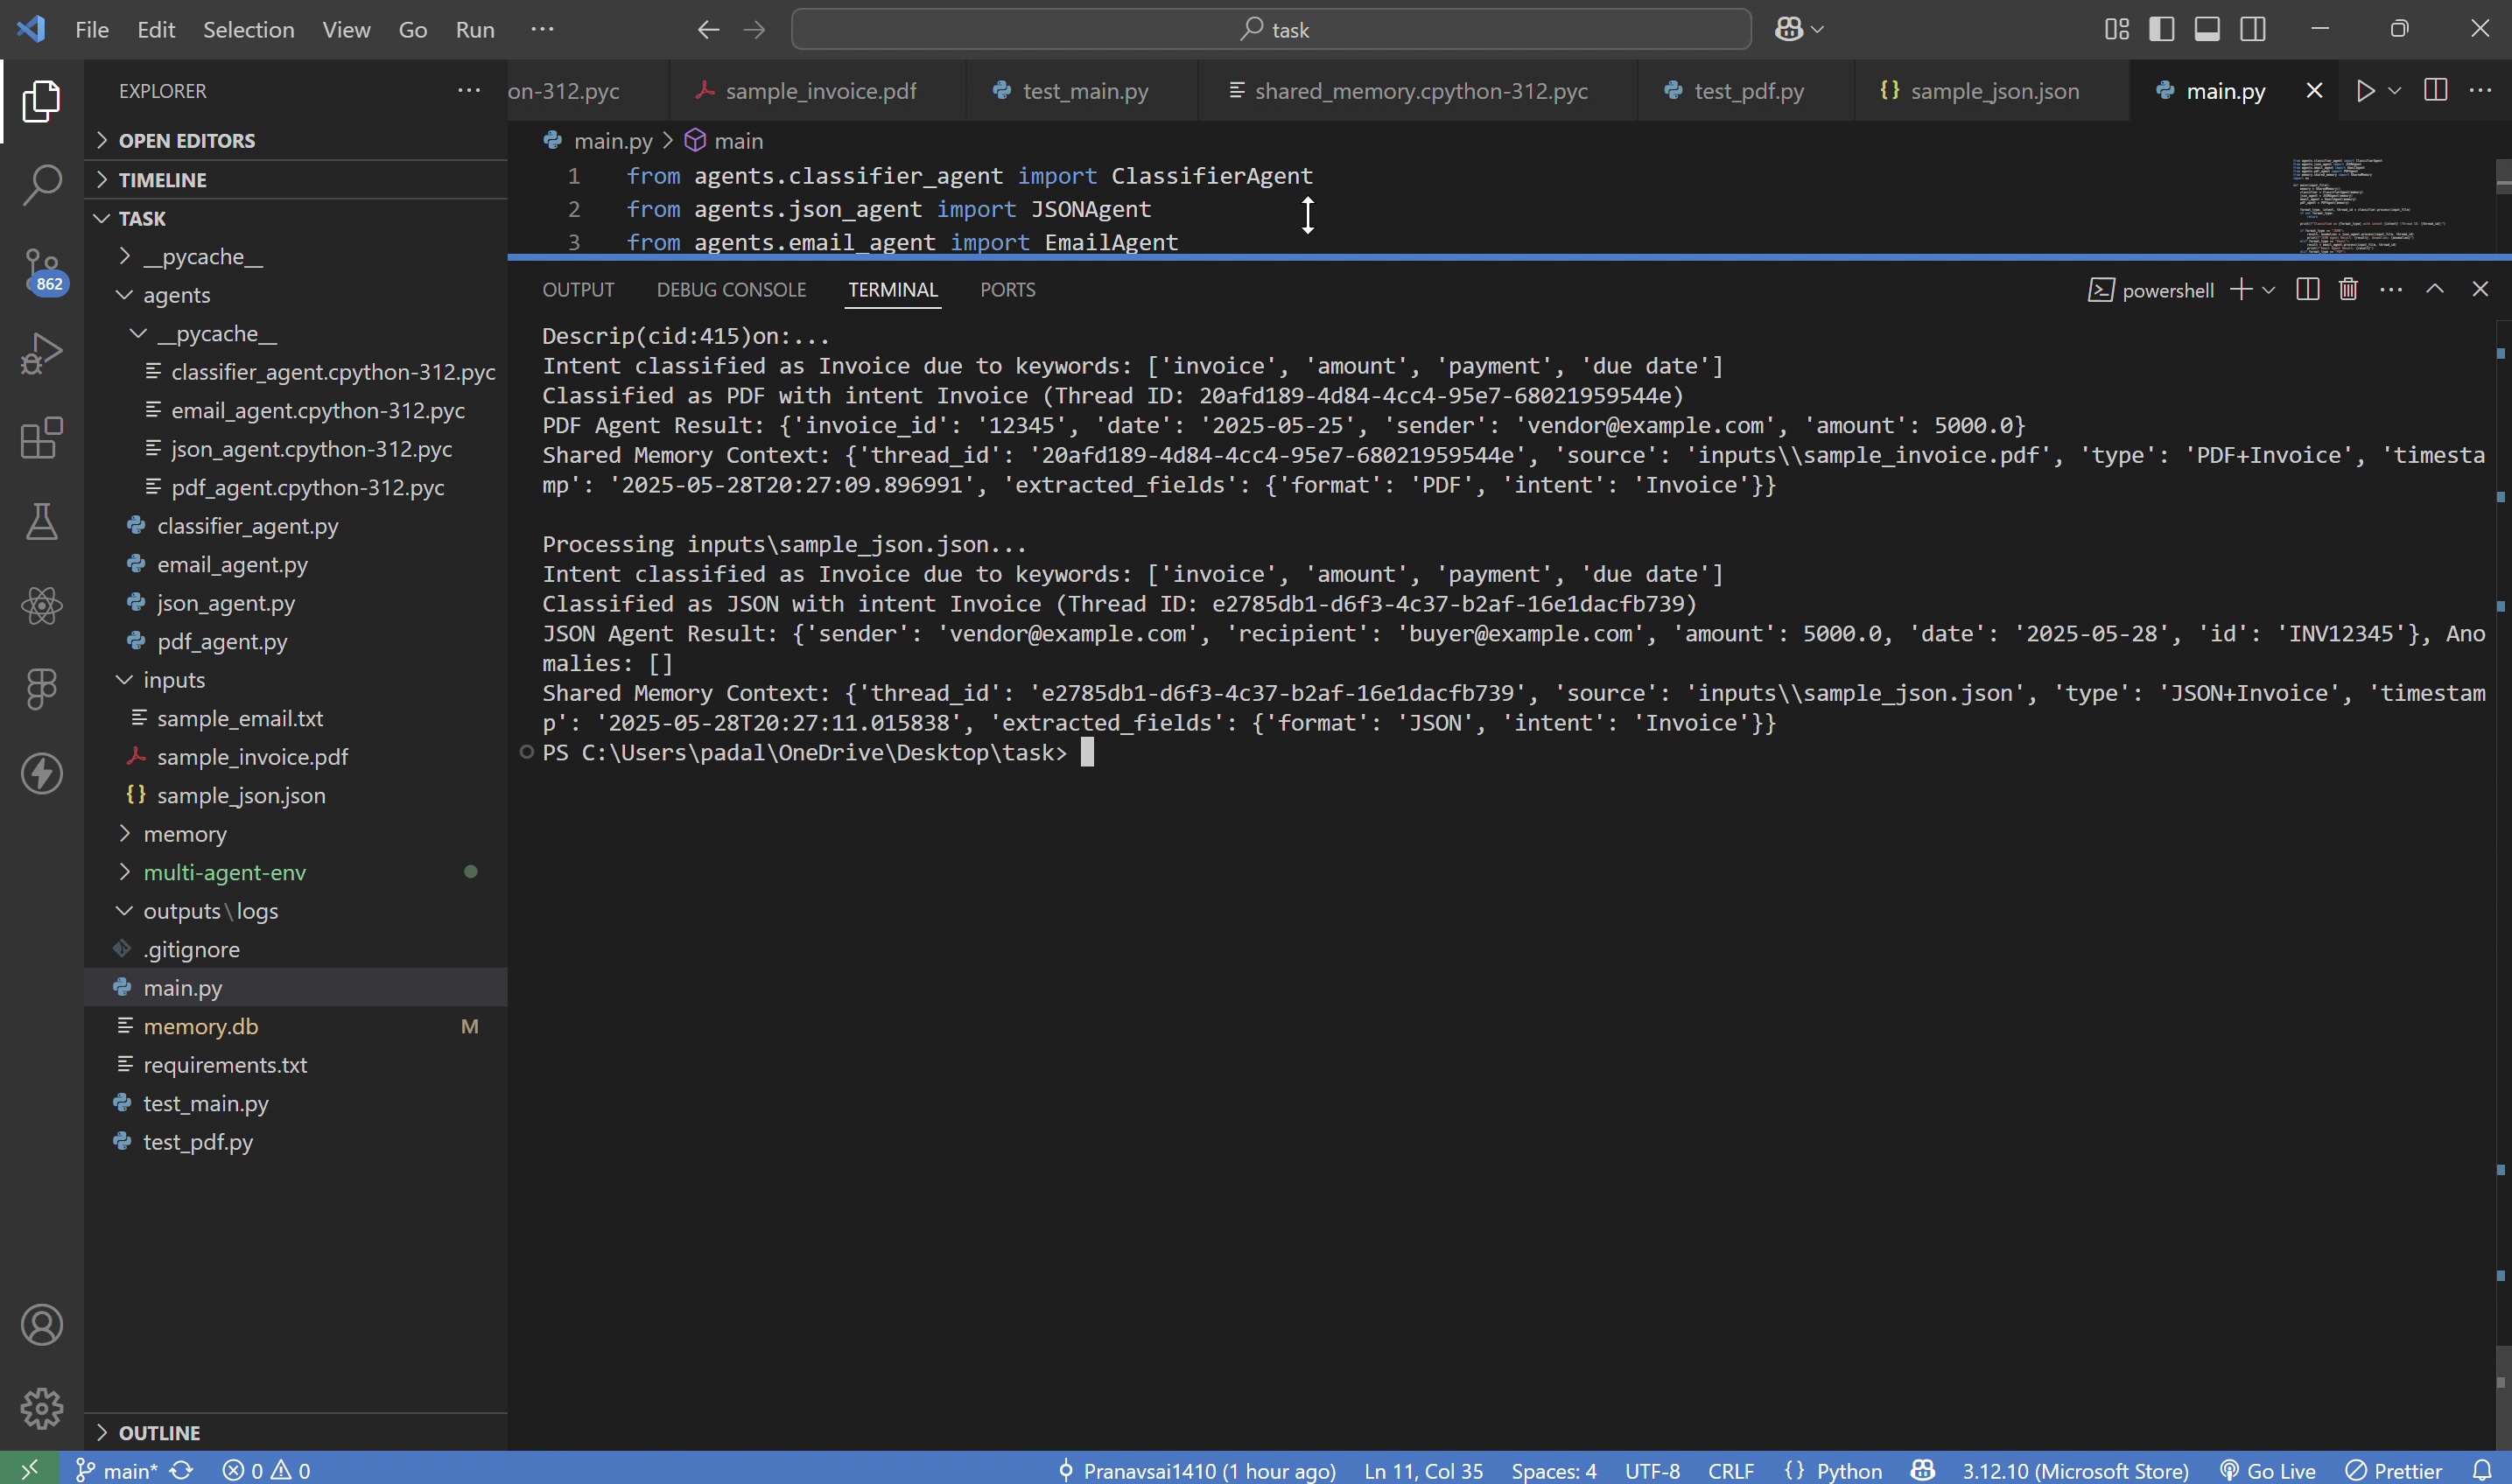 File Edit Selection View Go Run ···
task
EXPLORER
on-312.pyc
sample_invoice.pdf
test_main.py
shared_memory.cpython-312.pyc
test_pdf.py
sample_json.json
main.py
OPEN EDITORS
TIMELINE
TASK
__pycache__
agents
__pycache__
classifier_agent.cpython-312.pyc
email_agent.cpython-312.pyc
json_agent.cpython-312.pyc
pdf_agent.cpython-312.pyc
classifier_agent.py
email_agent.py
json_agent.py
pdf_agent.py
inputs
sample_email.txt
sample_invoice.pdf
sample_json.json
memory
multi-agent-env
outputs\logs
.gitignore
main.py
memory.db M
requirements.txt
test_main.py
test_pdf.py
OUTLINE
862
main.py > main
1 from agents.classifier_agent import ClassifierAgent
2 from agents.json_agent import JSONAgent
3 from agents.email_agent import EmailAgent
OUTPUT DEBUG CONSOLE TERMINAL PORTS
powershell
Descrip(cid:415)on:...
Intent classified as Invoice due to keywords: ['invoice', 'amount', 'payment', 'due date']
Classified as PDF with intent Invoice (Thread ID: 20afd189-4d84-4cc4-95e7-68021959544e)
PDF Agent Result: {'invoice_id': '12345', 'date': '2025-05-25', 'sender': 'vendor@example.com', 'amount': 5000.0}
Shared Memory Context: {'thread_id': '20afd189-4d84-4cc4-95e7-68021959544e', 'source': 'inputs\\sample_invoice.pdf', 'type': 'PDF+Invoice', 'timesta
mp': '2025-05-28T20:27:09.896991', 'extracted_fields': {'format': 'PDF', 'intent': 'Invoice'}}
Processing inputs\sample_json.json...
Intent classified as Invoice due to keywords: ['invoice', 'amount', 'payment', 'due date']
Classified as JSON with intent Invoice (Thread ID: e2785db1-d6f3-4c37-b2af-16e1dacfb739)
JSON Agent Result: {'sender': 'vendor@example.com', 'recipient': 'buyer@example.com', 'amount': 5000.0, 'date': '2025-05-28', 'id': 'INV12345'}, Ano
malies: []
Shared Memory Context: {'thread_id': 'e2785db1-d6f3-4c37-b2af-16e1dacfb739', 'source': 'inputs\\sample_json.json', 'type': 'JSON+Invoice', 'timestam
p': '2025-05-28T20:27:11.015838', 'extracted_fields': {'format': 'JSON', 'intent': 'Invoice'}}
PS C:\Users\padal\OneDrive\Desktop\task>
main* 0 0
Pranavsai1410 (1 hour ago) Ln 11, Col 35 Spaces: 4 UTF-8 CRLF {} Python 3.12.10 (Microsoft Store) Go Live Prettier